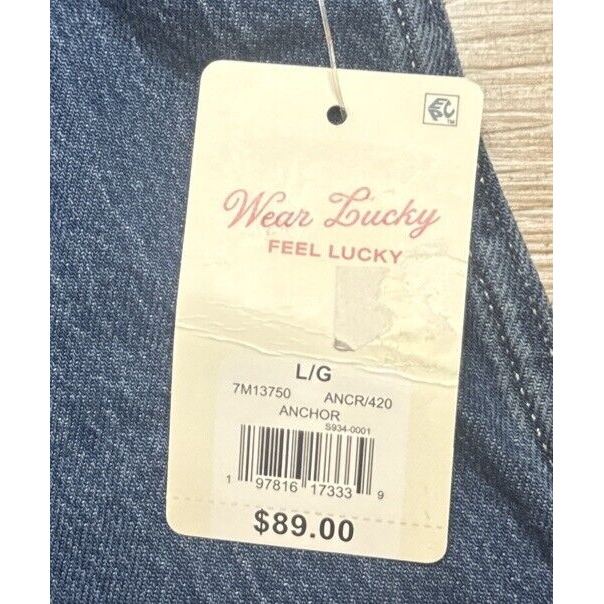 Wear Lucky
FEEL LUCKY
L/G
7M13750 ANCR/420
ANCHOR
S934-0001
1 97816 17333 9
$89.00